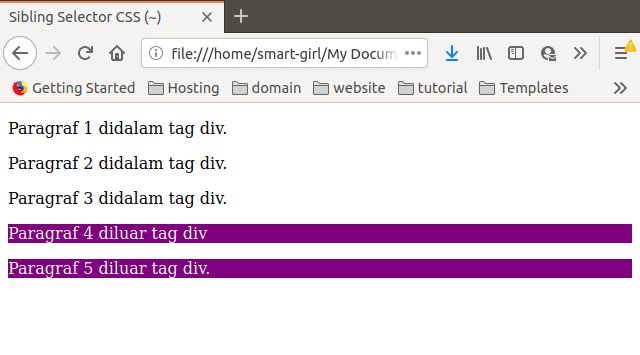 Sibling Selector CSS (~)
file:///home/smart-girl/My Docum
Getting Started Hosting domain website tutorial Templates
Paragraf 1 didalam tag div.
Paragraf 2 didalam tag div.
Paragraf 3 didalam tag div.
Paragraf 4 diluar tag div
Paragraf 5 diluar tag div.